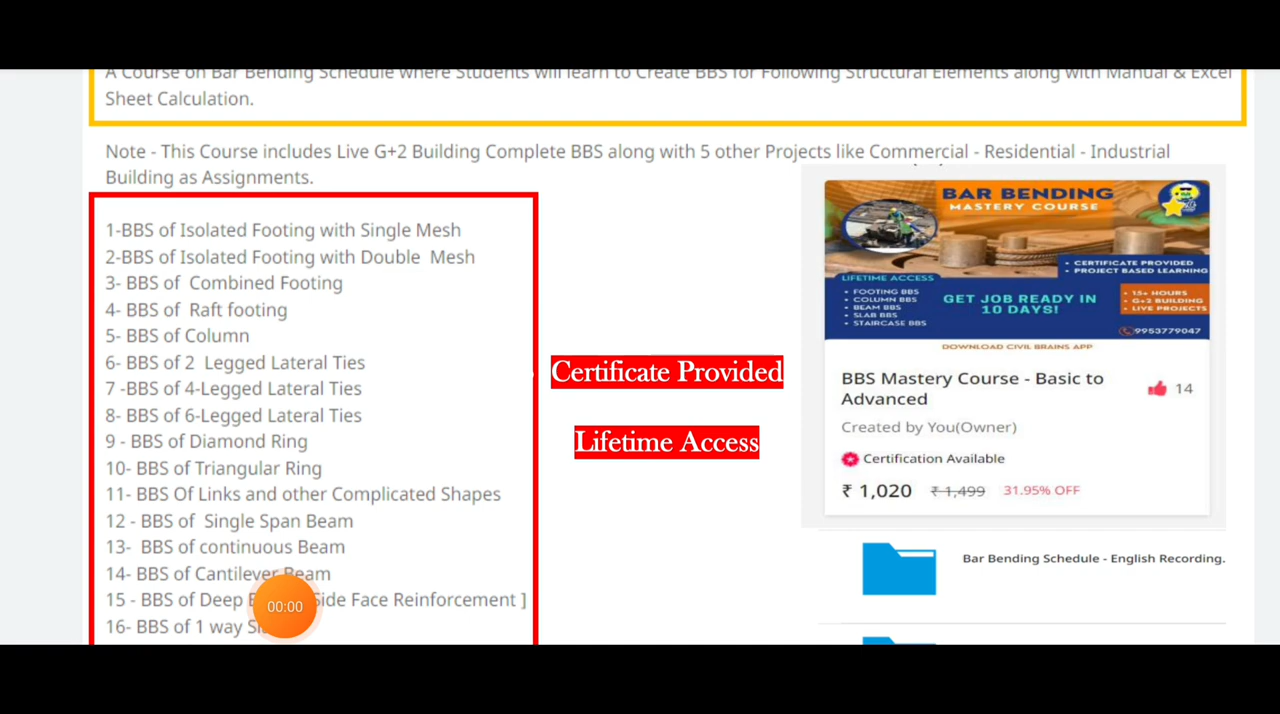 A Course on Bar Bending Schedule where Students will learn to Create BBS for Following Structural Elements along with Manual & Excel
Sheet Calculation.
Note - This Course includes Live G+2 Building Complete BBS along with 5 other Projects like Commercial - Residential - Industrial
Building as Assignments.
1-BBS of Isolated Footing with Single Mesh
2-BBS of Isolated Footing with Double  Mesh
3- BBS of  Combined Footing
4- BBS of  Raft footing
5- BBS of Column
6- BBS of 2  Legged Lateral Ties
7 -BBS of 4-Legged Lateral Ties
8- BBS of 6-Legged Lateral Ties
9 - BBS of Diamond Ring
10- BBS of Triangular Ring
11- BBS Of Links and other Complicated Shapes
12 - BBS of  Single Span Beam
13-  BBS of continuous Beam
14- BBS of Cantilever Beam
15 - BBS of Deep Side Face Reinforcement ]
16- BBS of 1 way
00:00
Certificate Provided
Lifetime Access
BAR BENDING
MASTERY COURSE
• CERTIFICATE PROVIDED
• PROJECT BASED LEARNING
LIFETIME ACCESS
• FOOTING BBS
• COLUMN BBS
• BEAM BBS
• SLAB BBS
• STAIRCASE BBS
GET JOB READY IN
10 DAYS!
• 15+ HOURS
• G+2 BUILDING
• LIVE PROJECTS
9953779047
DOWNLOAD CIVIL BRAINS APP
BBS Mastery Course - Basic to
Advanced
14
Created by You(Owner)
Certification Available
₹ 1,020 ₹ 1,499 31.95% OFF
Bar Bending Schedule - English Recording.